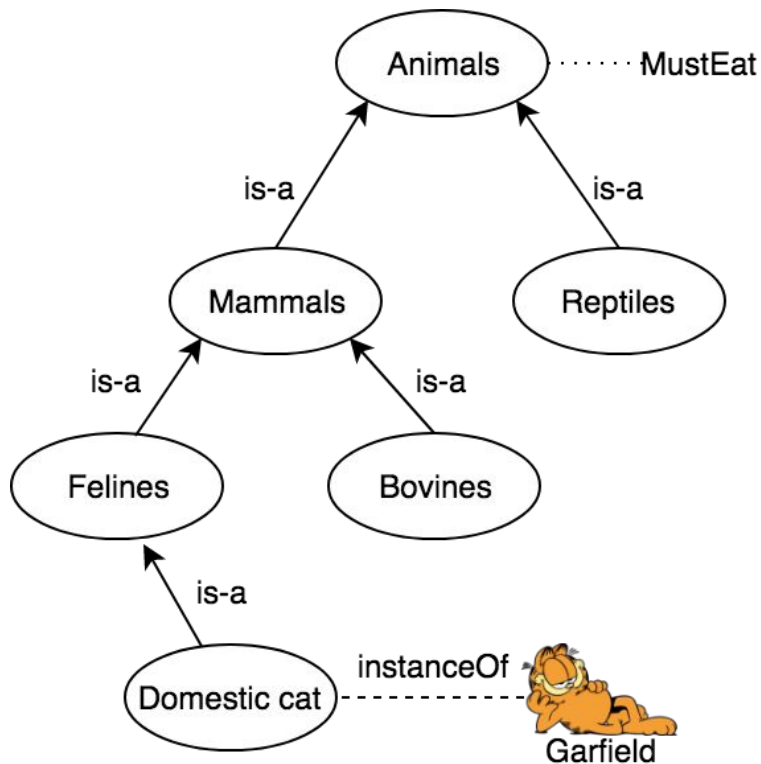 Animals
MustEat
is-a
is-a
Mammals
Reptiles
is-a
is-a
Felines
Bovines
is-a
instanceOf
Domestic cat
Garfield